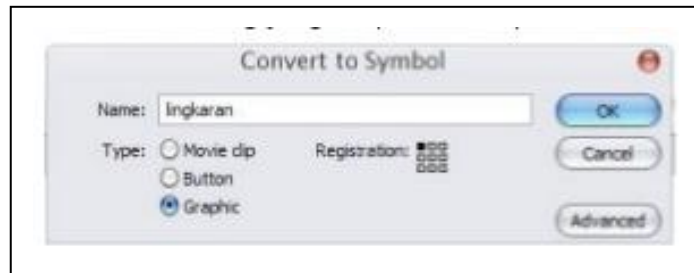 Convert to Symbol
Name: lingkaran
OK
Type: Movie clip Registration: Cancel
Button
Graphic
Advanced